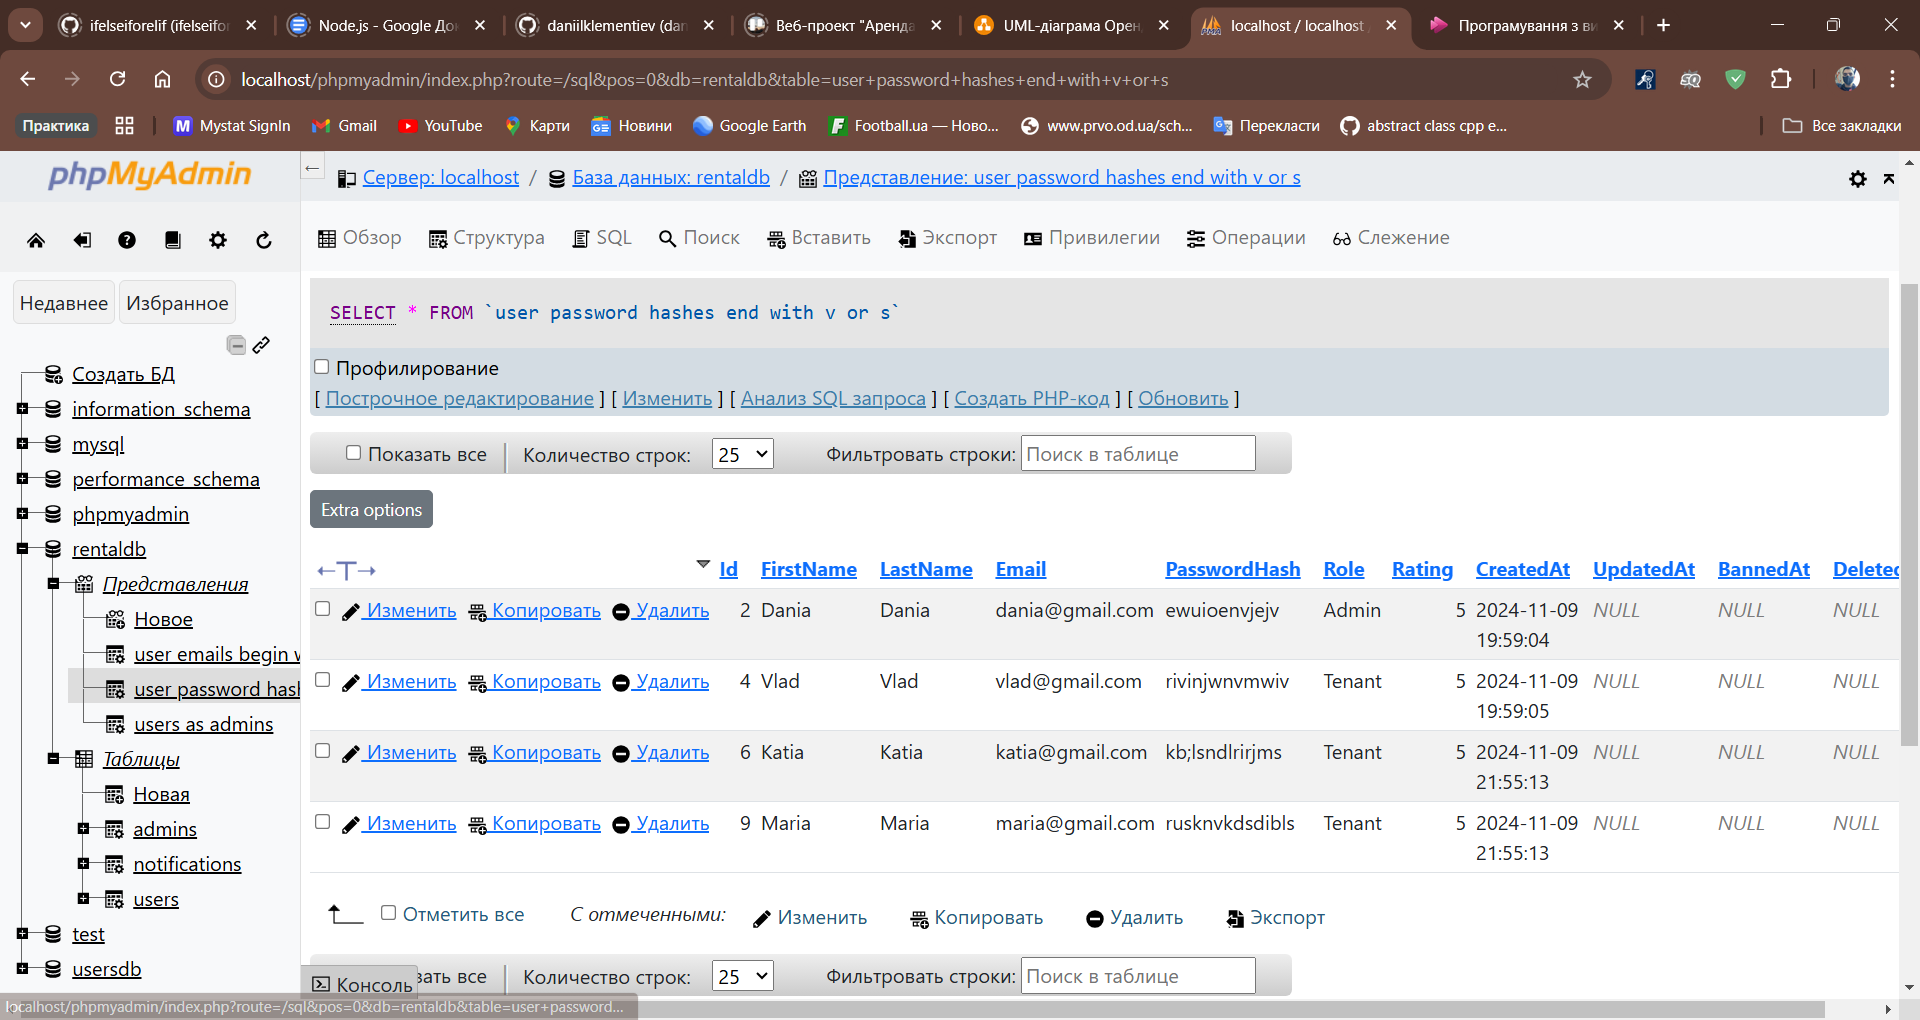 ifelseiforelif (ifelseifor
Node.js - Google До
daniilklementiev (dan
Веб-проект "Аренда
UML-діаграма Орен
localhost / localhost
Програмування з ви
localhost/phpmyadmin/index.php?route=/sql&pos=0&db=rentaldb&table=user+password+hashes+end+with+v+or+s
Практика
Mystat SignIn
Gmail
YouTube
Карти
Новини
Google Earth
Football.ua — Ново...
www.prvo.od.ua/sch...
Перекласти
abstract class cpp e...
Все закладки
phpMyAdmin
Недавнее
Избранное
Создать БД
information_schema
mysql
performance_schema
phpmyadmin
rentaldb
Представления
Новое
user emails begin w
user password hash
users as admins
Таблицы
Новая
admins
notifications
users
test
usersdb
Сервер: localhost / База данных: rentaldb / Представление: user password hashes end with v or s
Обзор Структура SQL Поиск Вставить Экспорт Привилегии Операции Слежение
SELECT * FROM `user password hashes end with v or s`
Профилирование
[ Построчное редактирование ] [ Изменить ] [ Анализ SQL запроса ] [ Создать PHP-код ] [ Обновить ]
Показать все Количество строк: 25 Фильтровать строки: Поиск в таблице
Extra options
←T→ Id FirstName LastName Email PasswordHash Role Rating CreatedAt UpdatedAt BannedAt Deleted
Изменить Копировать Удалить 2 Dania Dania dania@gmail.com ewuioenvjejv Admin 5 2024-11-09 NULL NULL NULL
19:59:04
Изменить Копировать Удалить 4 Vlad Vlad vlad@gmail.com rivinjwnvmwiv Tenant 5 2024-11-09 NULL NULL NULL
19:59:05
Изменить Копировать Удалить 6 Katia Katia katia@gmail.com kb;lsndlrirjms Tenant 5 2024-11-09 NULL NULL NULL
21:55:13
Изменить Копировать Удалить 9 Maria Maria maria@gmail.com rusknvkdsdibls Tenant 5 2024-11-09 NULL NULL NULL
21:55:13
Отметить все С отмеченными: Изменить Копировать Удалить Экспорт
зать все Количество строк: 25 Фильтровать строки: Поиск в таблице
Консоль
localhost/phpmyadmin/index.php?route=/sql&pos=0&db=rentaldb&table=user+password...